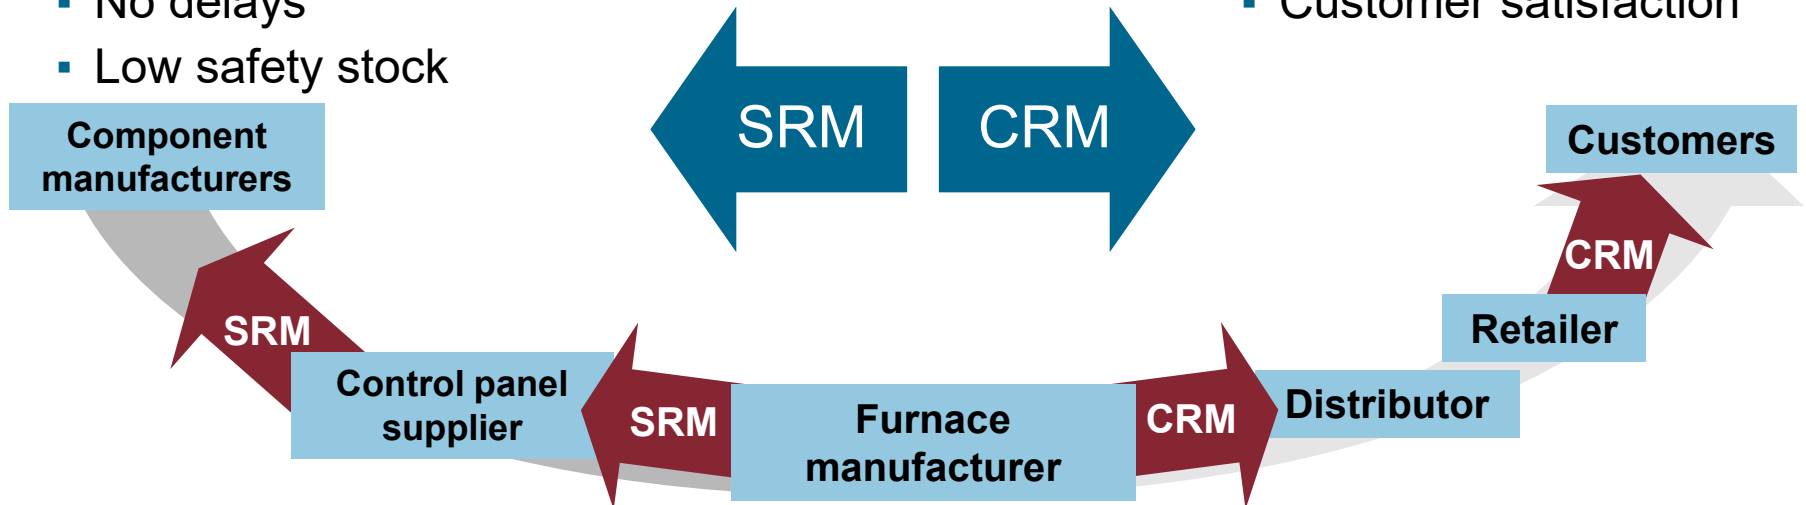 No delays
Customer satisfaction
Low safety stock
SRM
CRM
Component
manufacturers
Customers
CRM
SRM
Retailer
Control panel
supplier
SRM
Furnace
manufacturer
CRM
Distributor